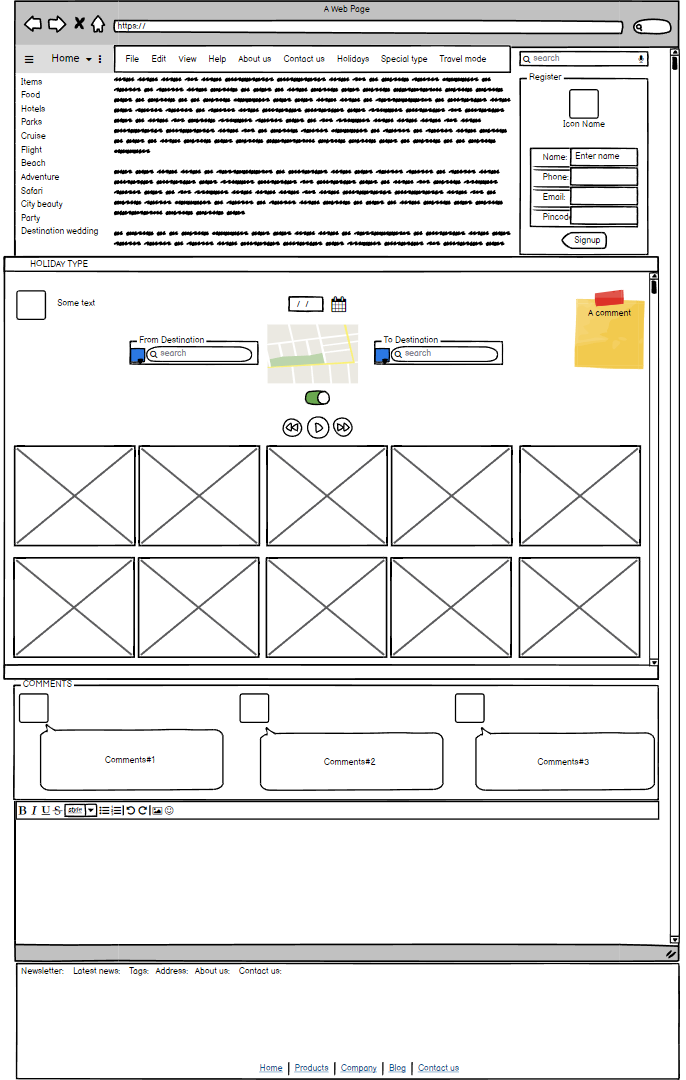 A Web Page
https://
Home
File Edit View Help About us Contact us Holidays Special type Travel mode
search
Items
Food
Hotels
Parks
Cruise
Flight
Beach
Adventure
Safari
City beauty
Party
Destination wedding
Register
Icon Name
Name: Enter name
Phone:
Email:
Pincod
Signup
HOLIDAY TYPE
Some text
/ /
A comment
From Destination
search
To Destination
search
COMMENTS
Comments#1
Comments#2
Comments#3
B I U S style
Newsletter: Latest news: Tags: Address: About us: Contact us:
Home | Products | Company | Blog | Contact us